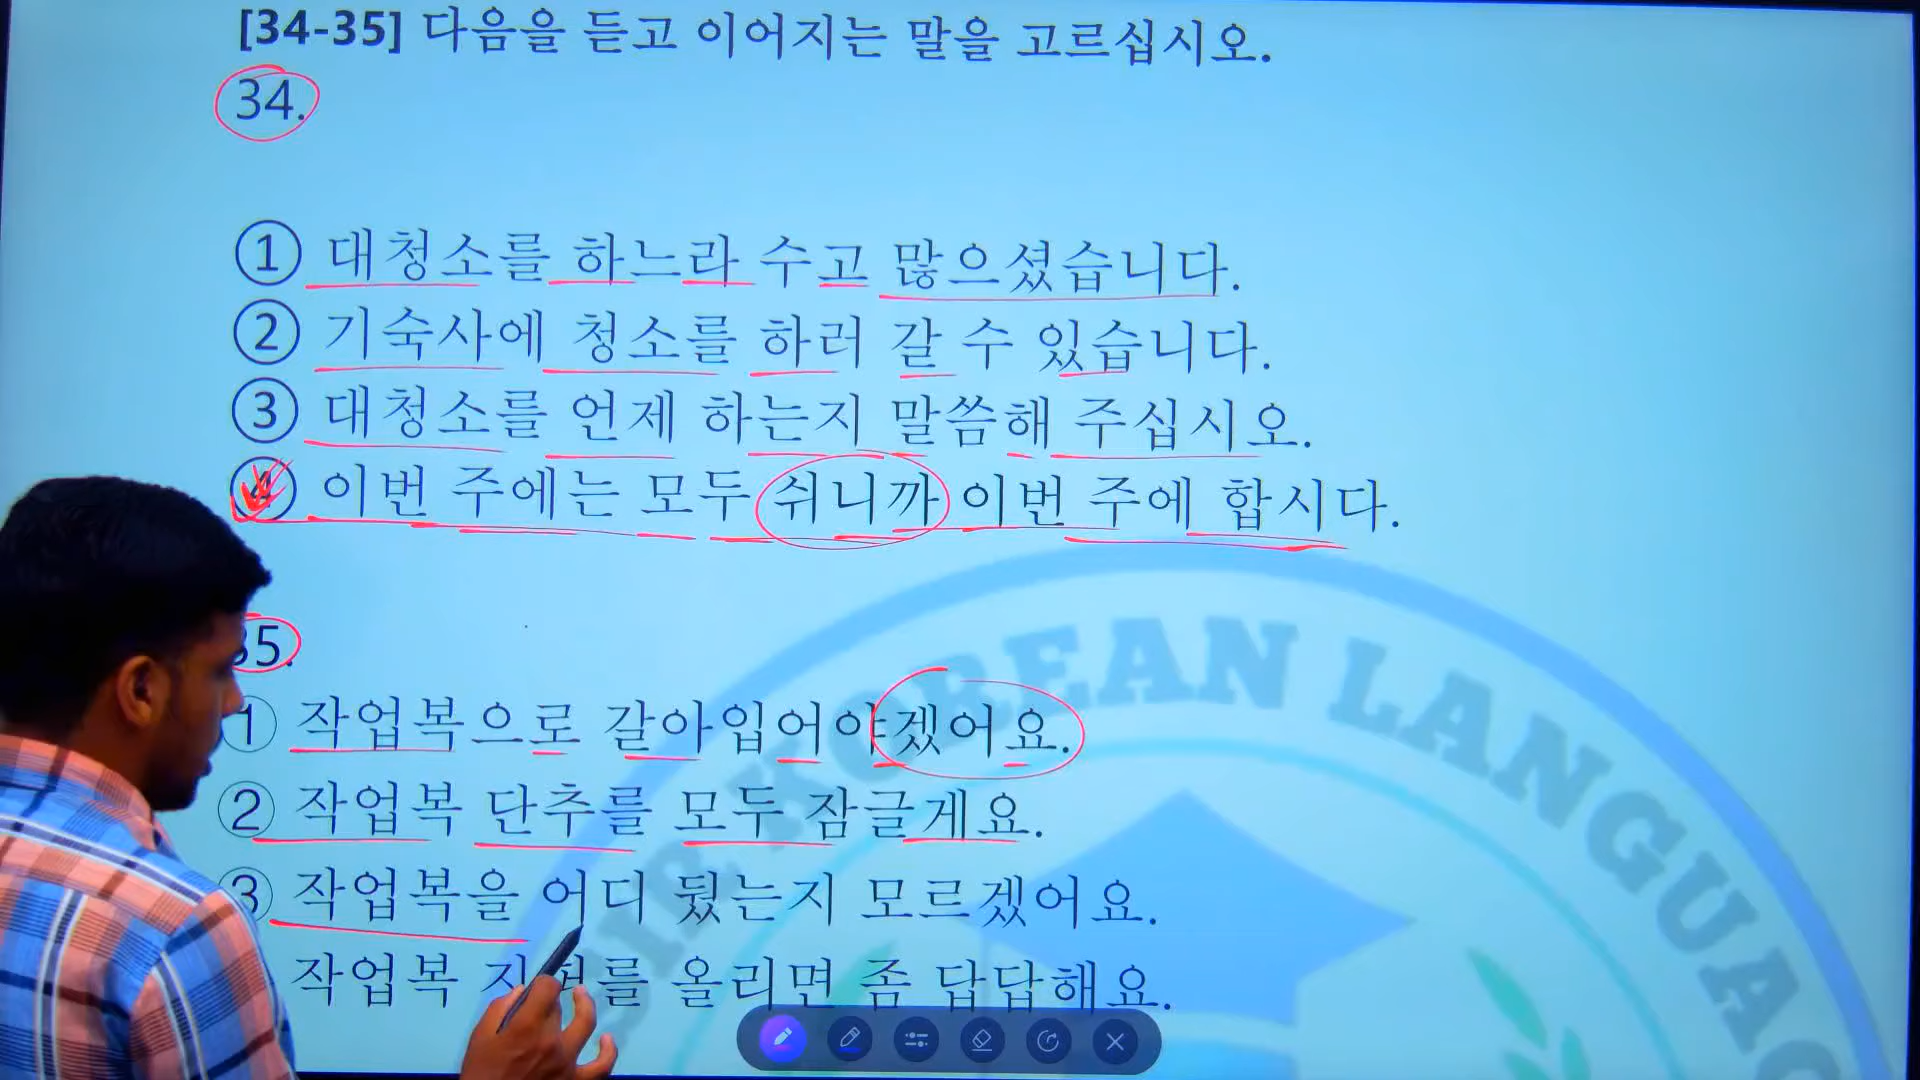 [34-35] 다음을 듣고 이어지는 말을 고르십시오.
34.
① 대청소를 하느라 수고 많으셨습니다.
② 기숙사에 청소를 하러 갈 수 있습니다.
③ 대청소를 언제 하는지 말씀해 주십시오.
④ 이번 주에는 모두 쉬니까 이번 주에 합시다.
35.
① 작업복으로 갈아입어야겠어요.
② 작업복 단추를 모두 잠글게요.
③ 작업복을 어디 뒀는지 모르겠어요.
작업복 를 올리면 좀 답답해요.
KOREAN